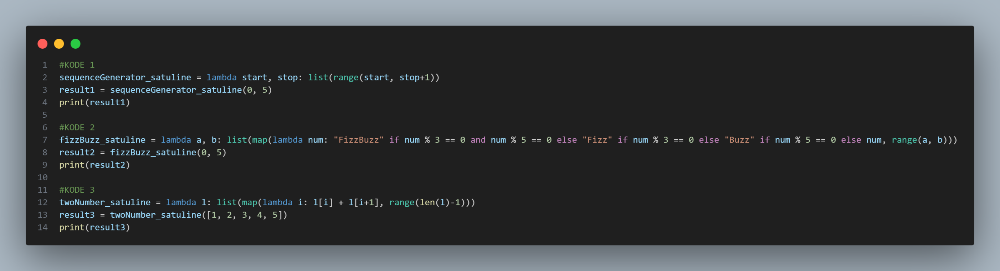 1 #KODE 1
2 sequenceGenerator_satuline = lambda start, stop: list(range(start, stop+1))
3 result1 = sequenceGenerator_satuline(0, 5)
4 print(result1)
5
6 #KODE 2
7 fizzBuzz_satuline = lambda a, b: list(map(lambda num: "FizzBuzz" if num % 3 == 0 and num % 5 == 0 else "Fizz" if num % 3 == 0 else "Buzz" if num % 5 == 0 else num, range(a, b)))
8 result2 = fizzBuzz_satuline(0, 5)
9 print(result2)
10
11 #KODE 3
12 twoNumber_satuline = lambda l: list(map(lambda i: l[i] + l[i+1], range(len(l)-1)))
13 result3 = twoNumber_satuline([1, 2, 3, 4, 5])
14 print(result3)